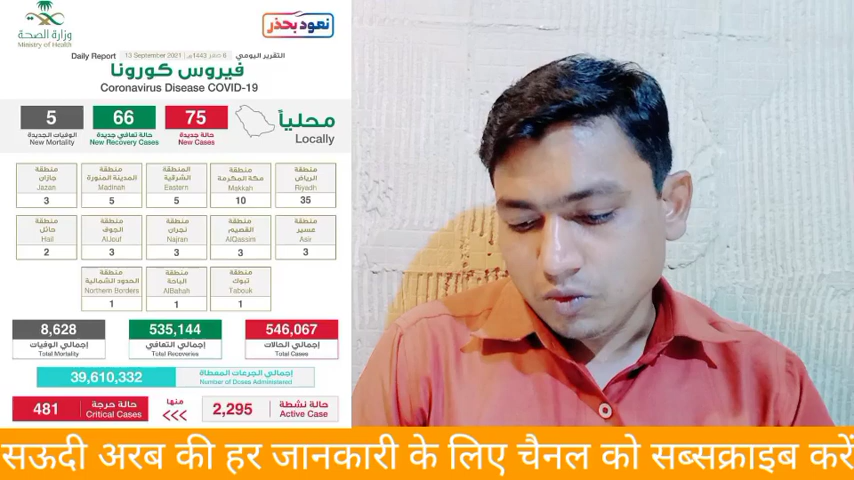 وزارة الصحة
Ministry of Health
نعود بحذر
Daily Report 13 September 2021 | 6 صفر 1443هـ التقرير اليومي
فيروس كورونا
Coronavirus Disease COVID-19
محلياً
Locally
5
الوفيات الجديدة
New Mortality
66
حالة تعافي جديدة
New Recovery Cases
75
حالة جديدة
New Cases
منطقة جازان
Jazan
3
منطقة المدينة المنورة
Madinah
5
المنطقة الشرقية
Eastern
5
منطقة مكة المكرمة
Makkah
10
منطقة الرياض
Riyadh
35
منطقة حائل
Hail
2
منطقة الجوف
AlJouf
3
منطقة نجران
Najran
3
منطقة القصيم
AlQassim
3
منطقة عسير
Asir
3
منطقة الحدود الشمالية
Northern Borders
1
منطقة الباحة
AlBahah
1
منطقة تبوك
Tabouk
1
8,628
إجمالي الوفيات
Total Mortality
535,144
إجمالي التعافي
Total Recoveries
546,067
إجمالي الحالات
Total Cases
39,610,332
إجمالي الجرعات المعطاة
Number of Doses Administered
481
حالة حرجة
Critical Cases
منها
<<<
2,295
حالة نشطة
Active Case
सऊदी अरब की हर जानकारी के लिए चैनल को सब्सक्राइब करें